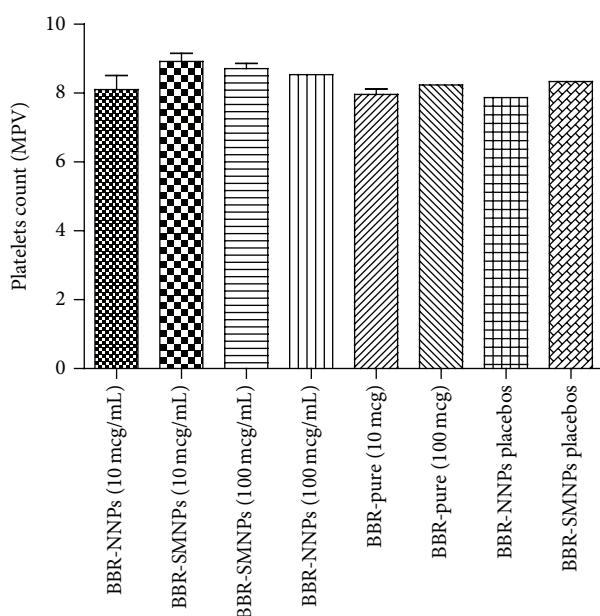 Platelets count (MPV)
10
8
6
4
2
0
BBR-NNPs (10 mcg/mL)
BBR-SMNPs (10 mcg/mL)
BBR-SMNPs (100 mcg/mL)
BBR-NNPs (100 mcg/mL)
BBR-pure (10 mcg)
BBR-pure (100 mcg)
BBR-NNPs placebos
BBR-SMNPs placebos